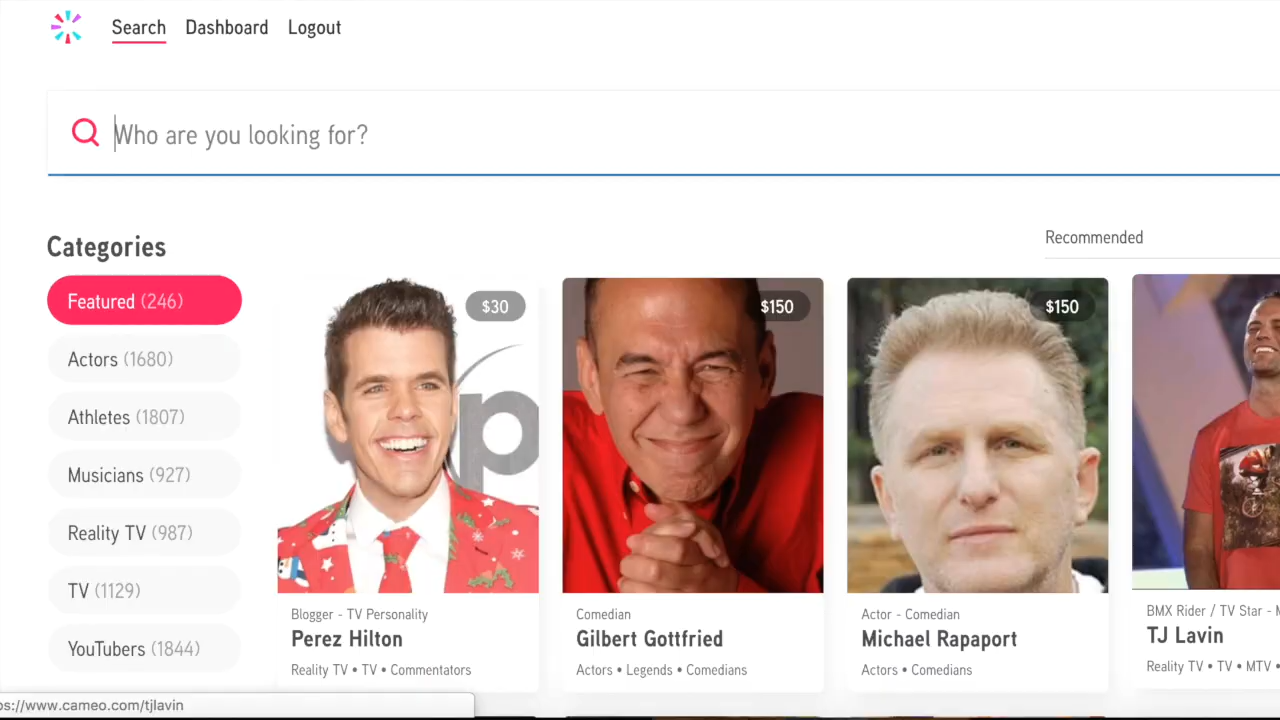 Search Dashboard Logout
Who are you looking for?
Categories
Recommended
Featured (246)
Actors (1680)
Athletes (1807)
Musicians (927)
Reality TV (987)
TV (1129)
YouTubers (1844)
$30
Blogger - TV Personality
Perez Hilton
Reality TV • TV • Commentators
$150
Comedian
Gilbert Gottfried
Actors • Legends • Comedians
$150
Actor - Comedian
Michael Rapaport
Actors • Comedians
BMX Rider / TV Star - M
TJ Lavin
Reality TV • TV • MTV •
ps://www.cameo.com/tjlavin